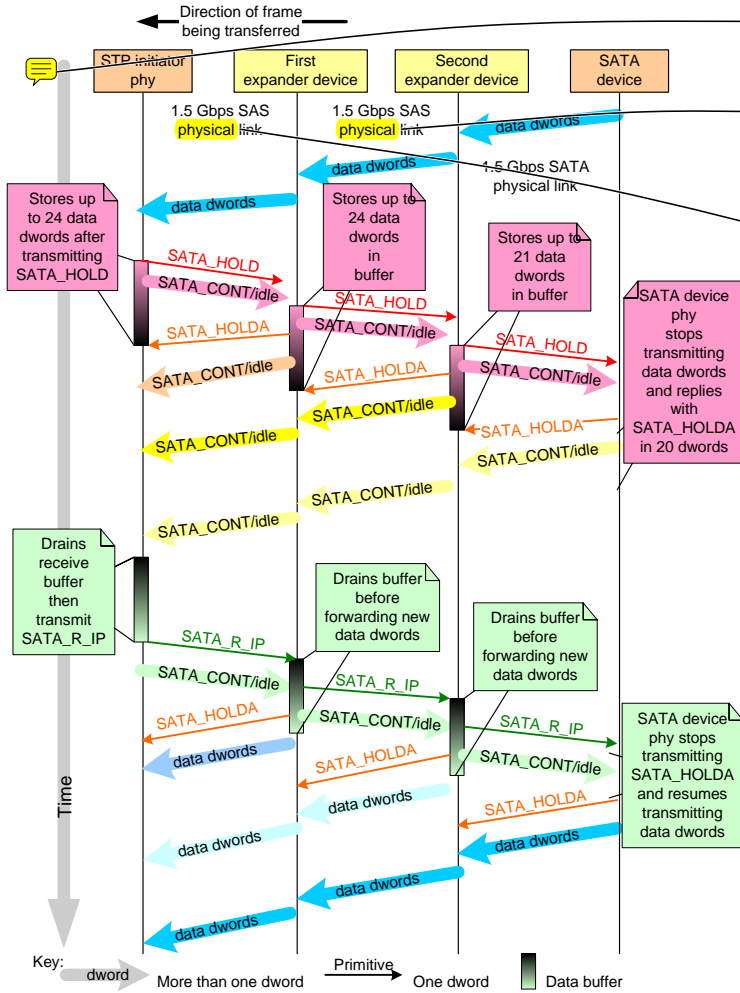 Direction of frame
being transferred
STP initiator
phy
First
expander device
Second
expander device
SATA
device
1.5 Gbps SAS
physical link
1.5 Gbps SAS
physical link
data dwords
data dwords
1.5 Gbps SATA
physical link
data dwords
Stores up
to 24 data
dwords after
transmitting
SATA_HOLD
Stores up to
24 data
dwords
in
buffer
Stores up to
21 data
dwords
in buffer
SATA device
phy
stops
transmitting
data dwords
and replies
with
SATA_HOLDA
in 20 dwords
SATA_HOLD
SATA_CONT/idle
SATA_HOLD
SATA_CONT/idle
SATA_HOLDA
SATA_HOLD
SATA_CONT/idle
SATA_CONT/idle
SATA_HOLDA
SATA_CONT/idle
SATA_HOLDA
SATA_CONT/idle
SATA_CONT/idle
SATA_CONT/idle
SATA_CONT/idle
Drains
receive
buffer
then
transmit
SATA_R_IP
Drains buffer
before
forwarding new
data dwords
Drains buffer
before
forwarding new
data dwords
SATA_R_IP
SATA_CONT/idle
SATA_R_IP
SATA_CONT/idle
SATA_HOLDA
SATA_R_IP
SATA_CONT/idle
data dwords
SATA_HOLDA
SATA_HOLDA
SATA device
phy stops
transmitting
SATA_HOLDA
and resumes
transmitting
data dwords
data dwords
data dwords
data dwords
data dwords
data dwords
Time
Key:
dword
More than one dword
Primitive
One dword
Data buffer